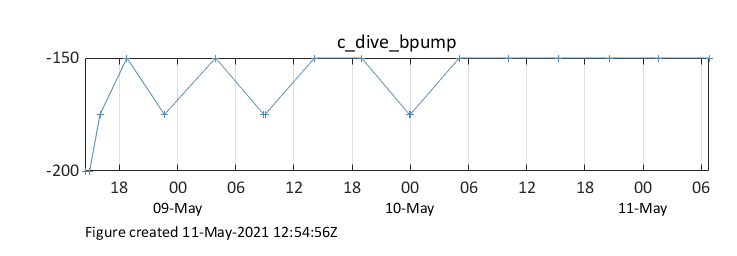 c_dive_bpump
-150
-200
18 00 06 12 18 00 06 12 18 00 06
09-May 10-May 11-May
Figure created 11-May-2021 12:54:56Z